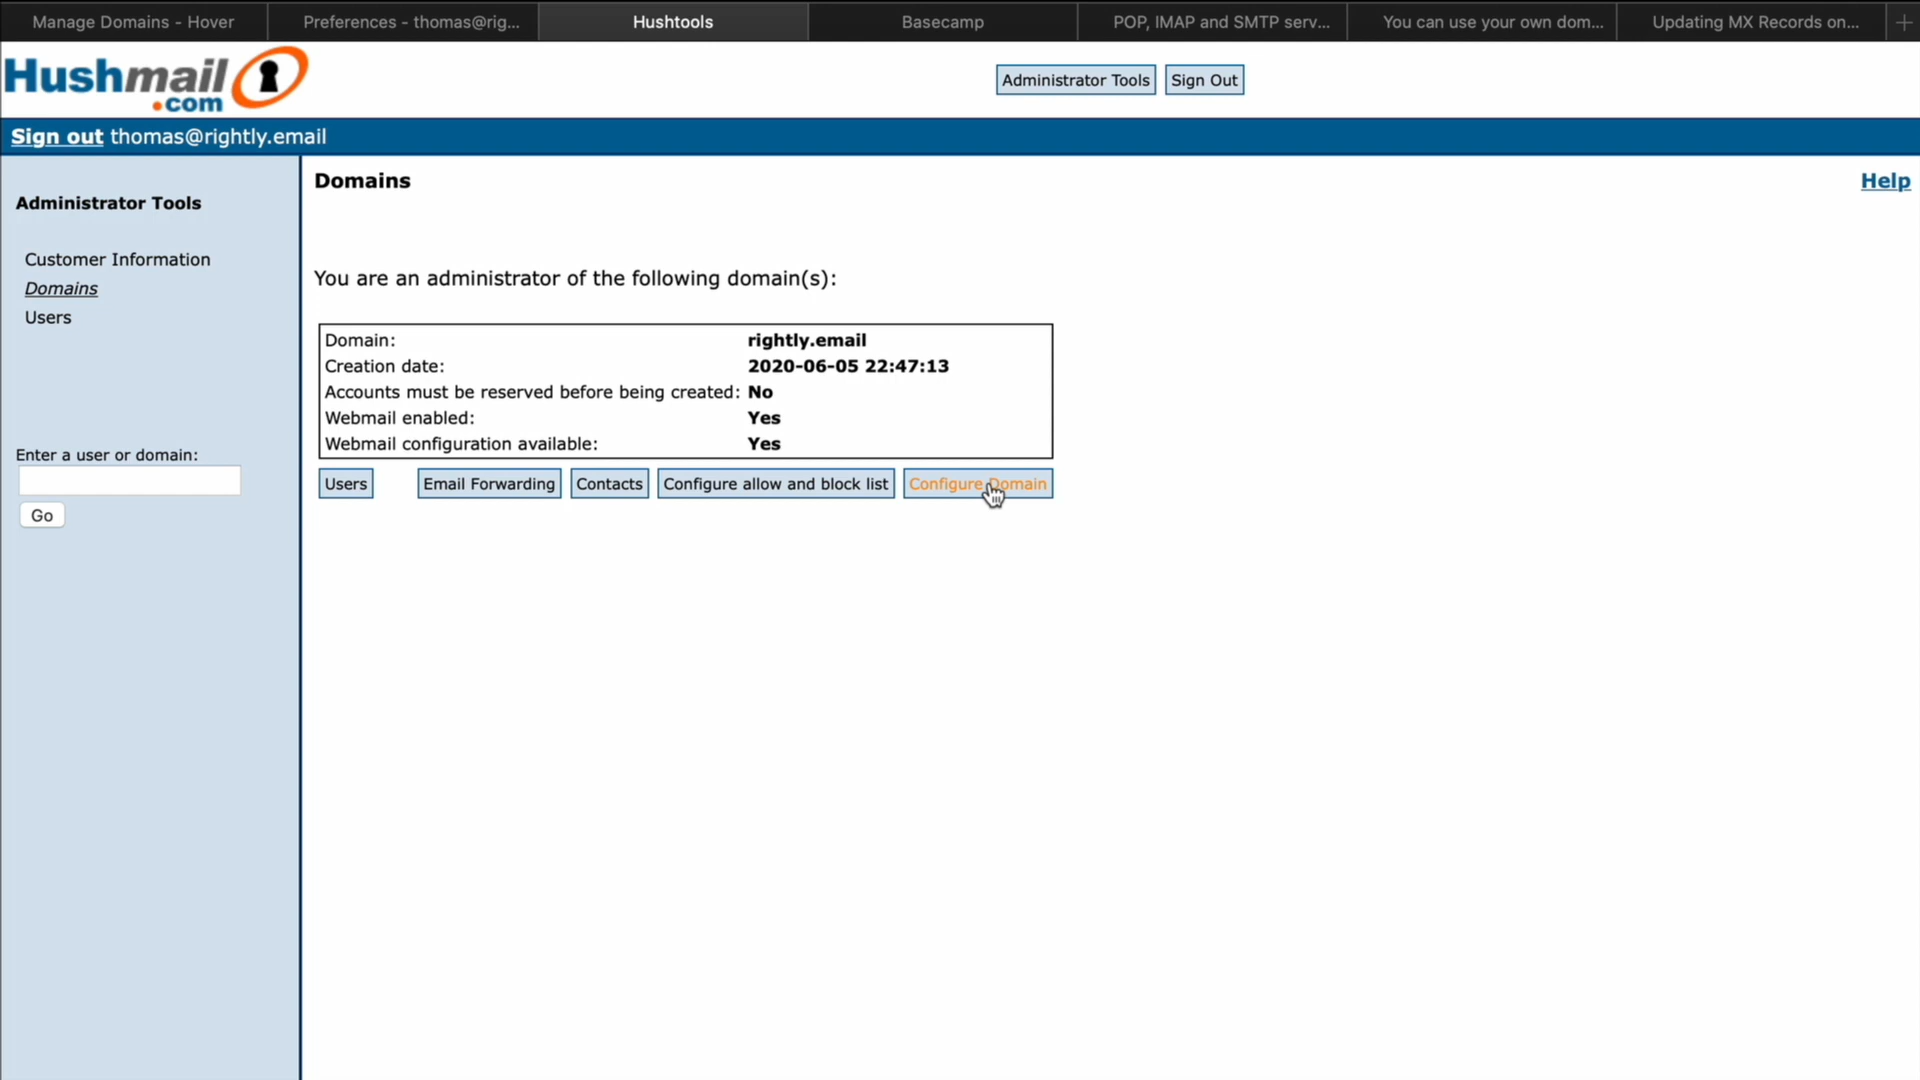 Manage Domains - Hover
Preferences - thomas@rig...
Hushtools
Basecamp
POP, IMAP and SMTP serv...
You can use your own dom...
Updating MX Records on...
Hushmail
.com
Administrator Tools
Sign Out
Sign out thomas@rightly.email
Administrator Tools
Customer Information
Domains
Users
Enter a user or domain:
Go
Domains
Help
You are an administrator of the following domain(s):
Domain: rightly.email
Creation date: 2020-06-05 22:47:13
Accounts must be reserved before being created: No
Webmail enabled: Yes
Webmail configuration available: Yes
Users
Email Forwarding
Contacts
Configure allow and block list
Configure Domain